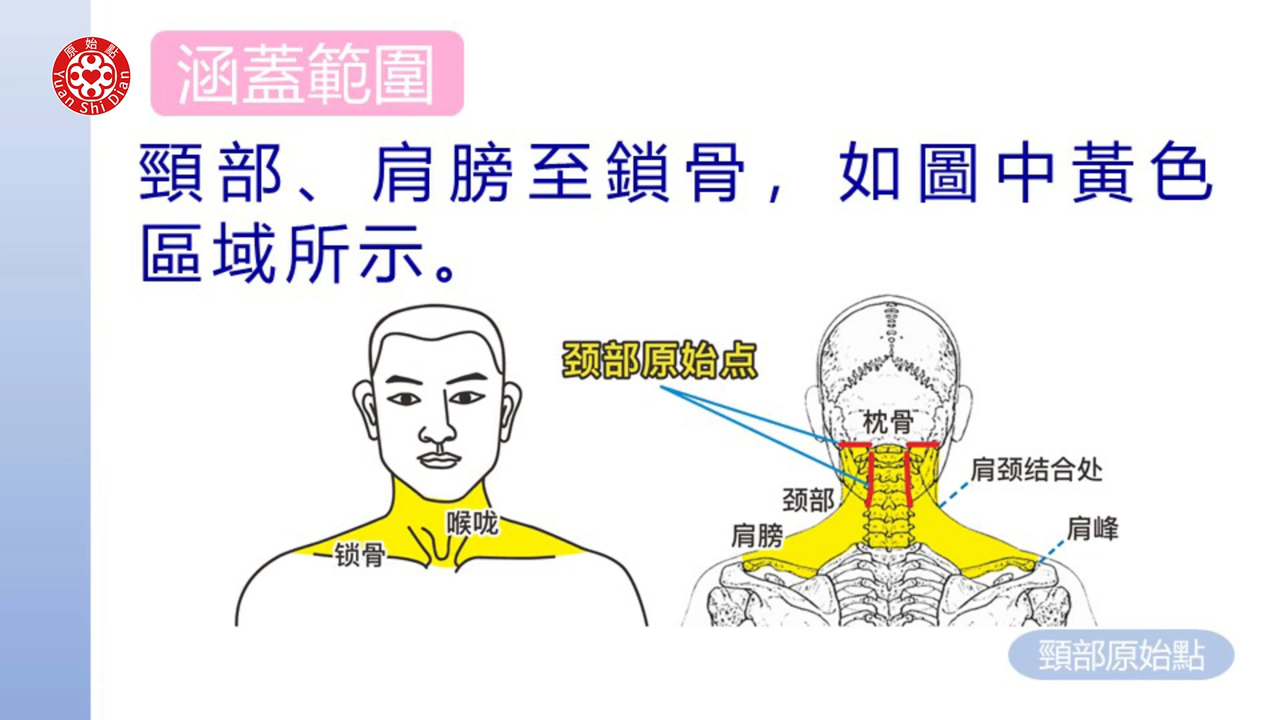 原始點
Yuan Shi Dian
涵蓋範圍
頸部、肩膀至鎖骨，如圖中黃色
區域所示。
颈部原始点
枕骨
肩颈结合处
颈部
喉咙
肩膀
肩峰
锁骨
頸部原始點